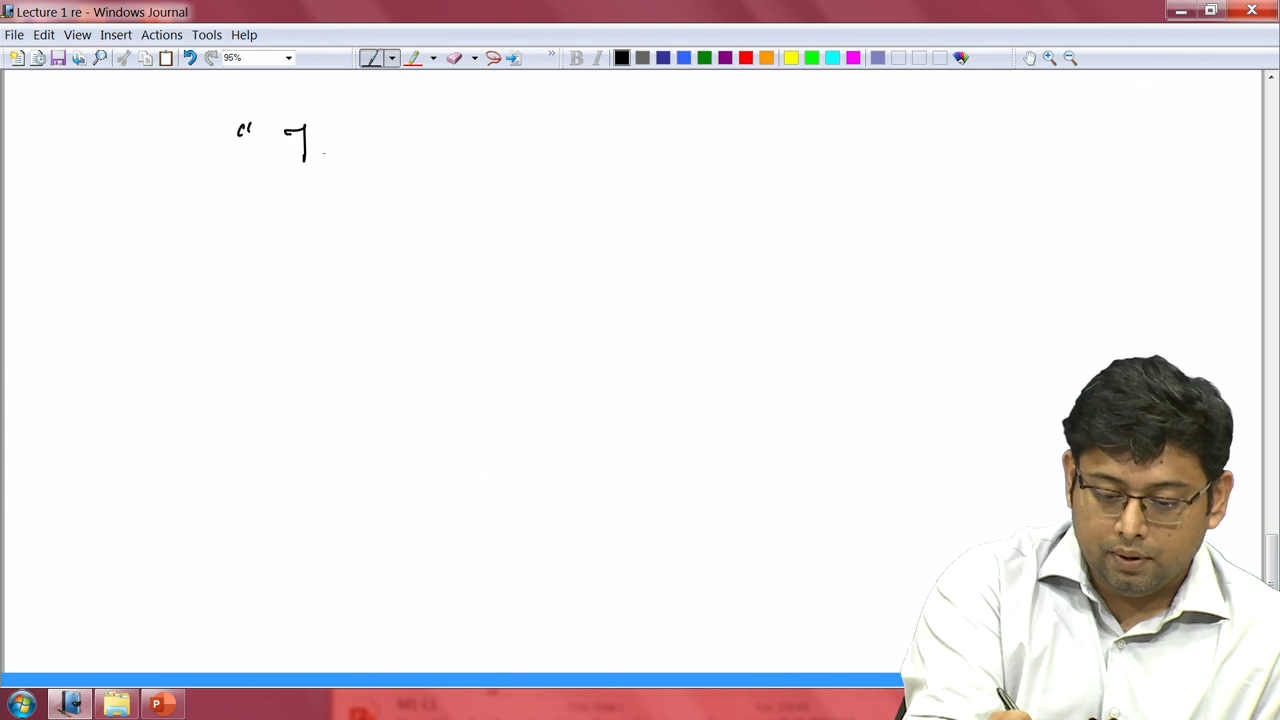 Lecture 1 re - Windows Journal
File Edit View Insert Actions Tools Help
95%
“